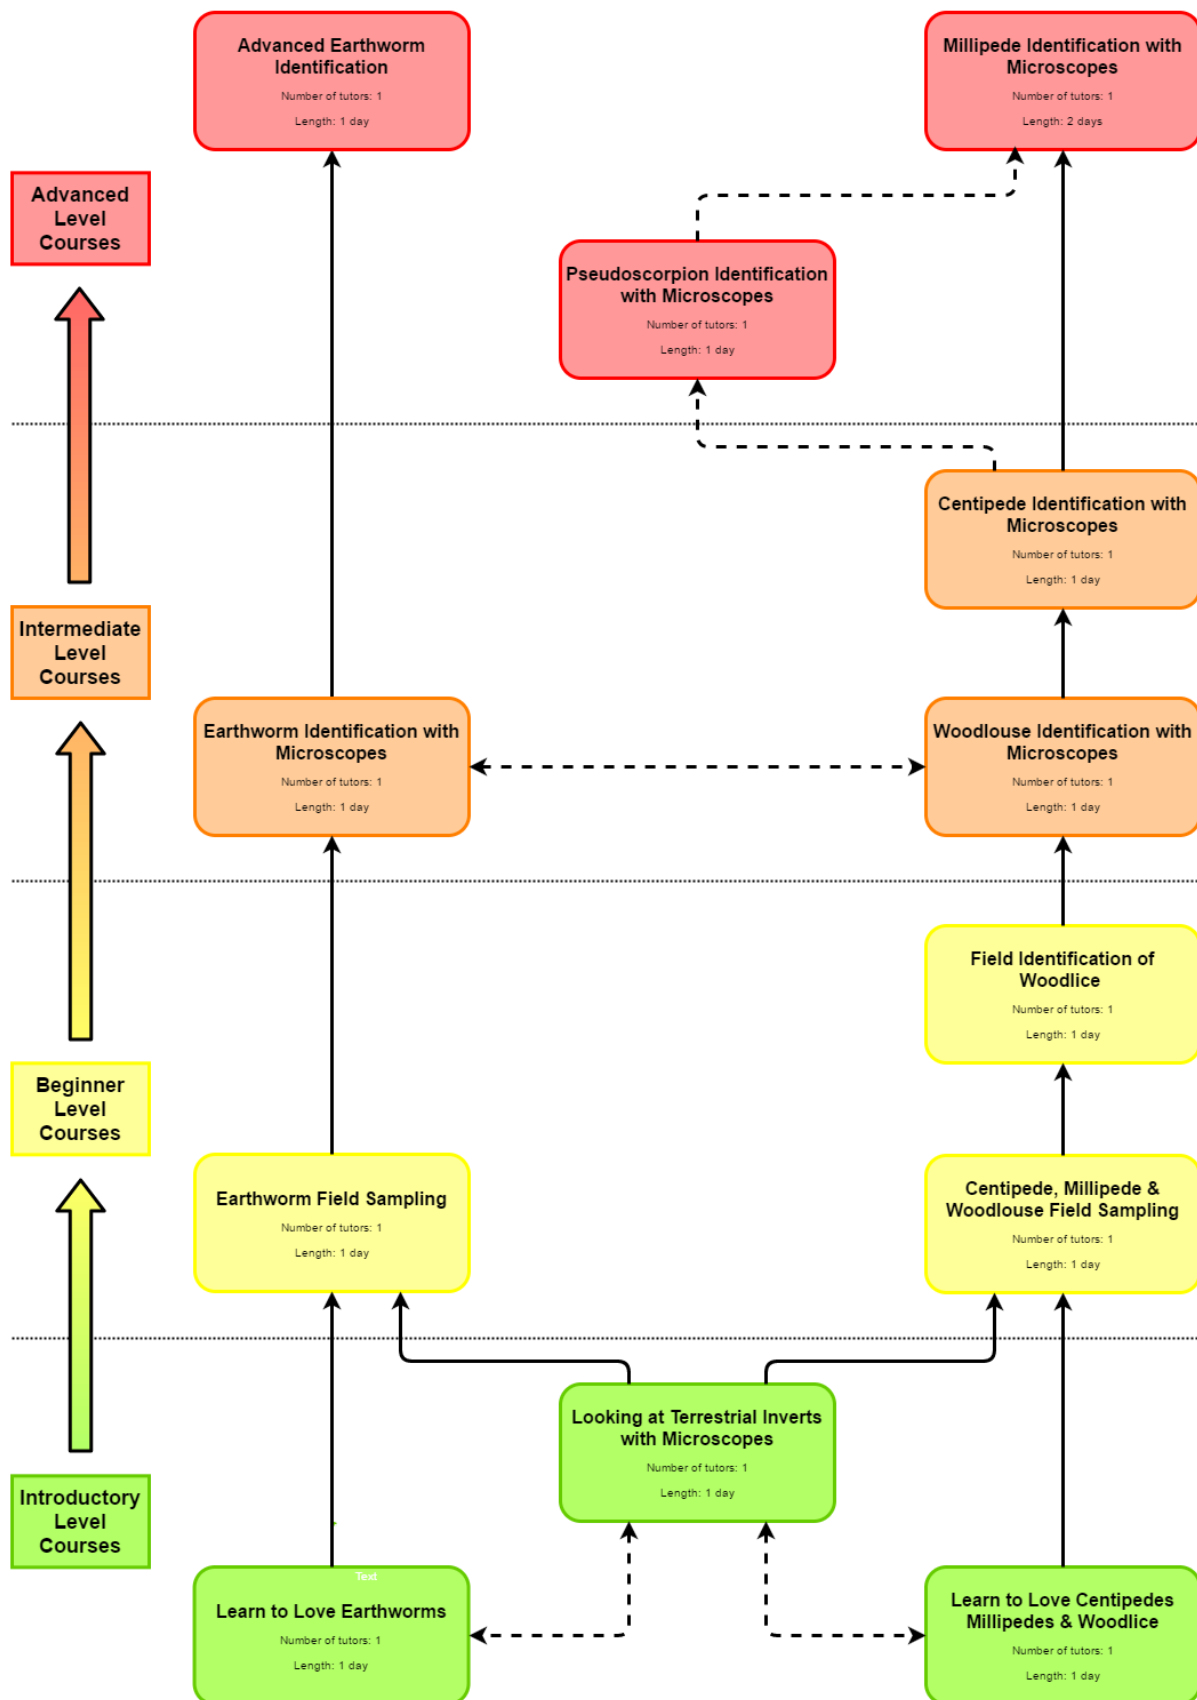 Advanced Earthworm
Identification
Number of tutors: 1
Length: 1 day
Millipede Identification with
Microscopes
Number of tutors: 1
Length: 2 days
Advanced
Level
Courses
Pseudoscorpion Identification
with Microscopes
Number of tutors: 1
Length: 1 day
Centipede Identification with
Microscopes
Number of tutors: 1
Length: 1 day
Intermediate
Level
Courses
Earthworm Identification with
Microscopes
Number of tutors: 1
Length: 1 day
Woodlouse Identification with
Microscopes
Number of tutors: 1
Length: 1 day
Field Identification of
Woodlice
Number of tutors: 1
Length: 1 day
Beginner
Level
Courses
Earthworm Field Sampling
Number of tutors: 1
Length: 1 day
Centipede, Millipede &
Woodlouse Field Sampling
Number of tutors: 1
Length: 1 day
Looking at Terrestrial Inverts
with Microscopes
Number of tutors: 1
Length: 1 day
Introductory
Level
Courses
Text
Learn to Love Earthworms
Number of tutors: 1
Length: 1 day
Learn to Love Centipedes
Millipedes & Woodlice
Number of tutors: 1
Length: 1 day